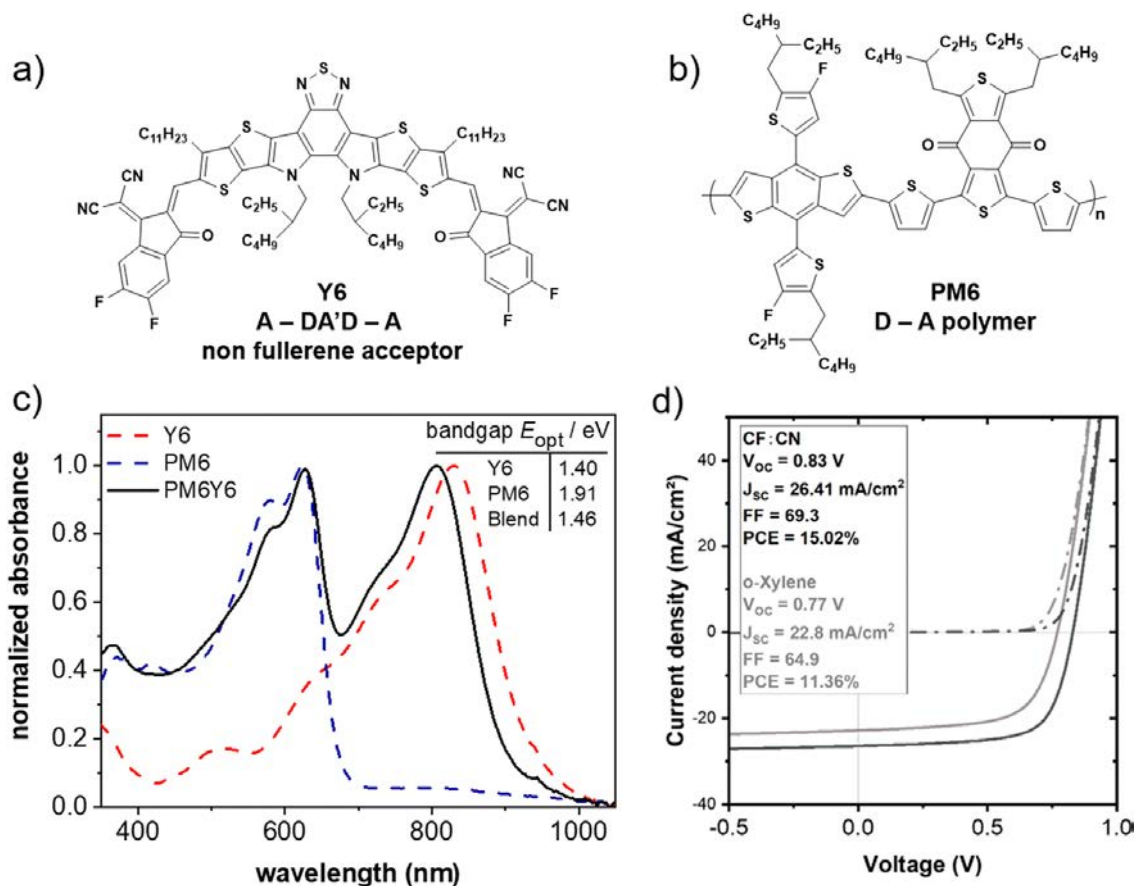 a)
N S N
C₁₁H₂₃ S S C₁₁H₂₃
S N N S
CN C₂H₅ C₂H₅ CN
NC O C₄H₉ C₄H₉ O CN
F F F F
Y6
A – DA'D – A
non fullerene acceptor
b)
C₄H₉ C₂H₅ F
C₄H₉ C₂H₅ C₂H₅ C₄H₉
S S
O O
S S S S S n
S
F
C₂H₅ C₄H₉
PM6
D – A polymer
c)
Y6
PM6
PM6Y6
bandgap Eopt / eV
Y6 1.40
PM6 1.91
Blend 1.46
normalized absorbance
1.0
0.8
0.6
0.4
0.2
0.0
400 600 800 1000
wavelength (nm)
d)
CF:CN
VOC = 0.83 V
JSC = 26.41 mA/cm²
FF = 69.3
PCE = 15.02%
o-Xylene
VOC = 0.77 V
JSC = 22.8 mA/cm²
FF = 64.9
PCE = 11.36%
Current density (mA/cm²)
40
20
0
-20
-40
-0.5 0.0 0.5 1.0
Voltage (V)